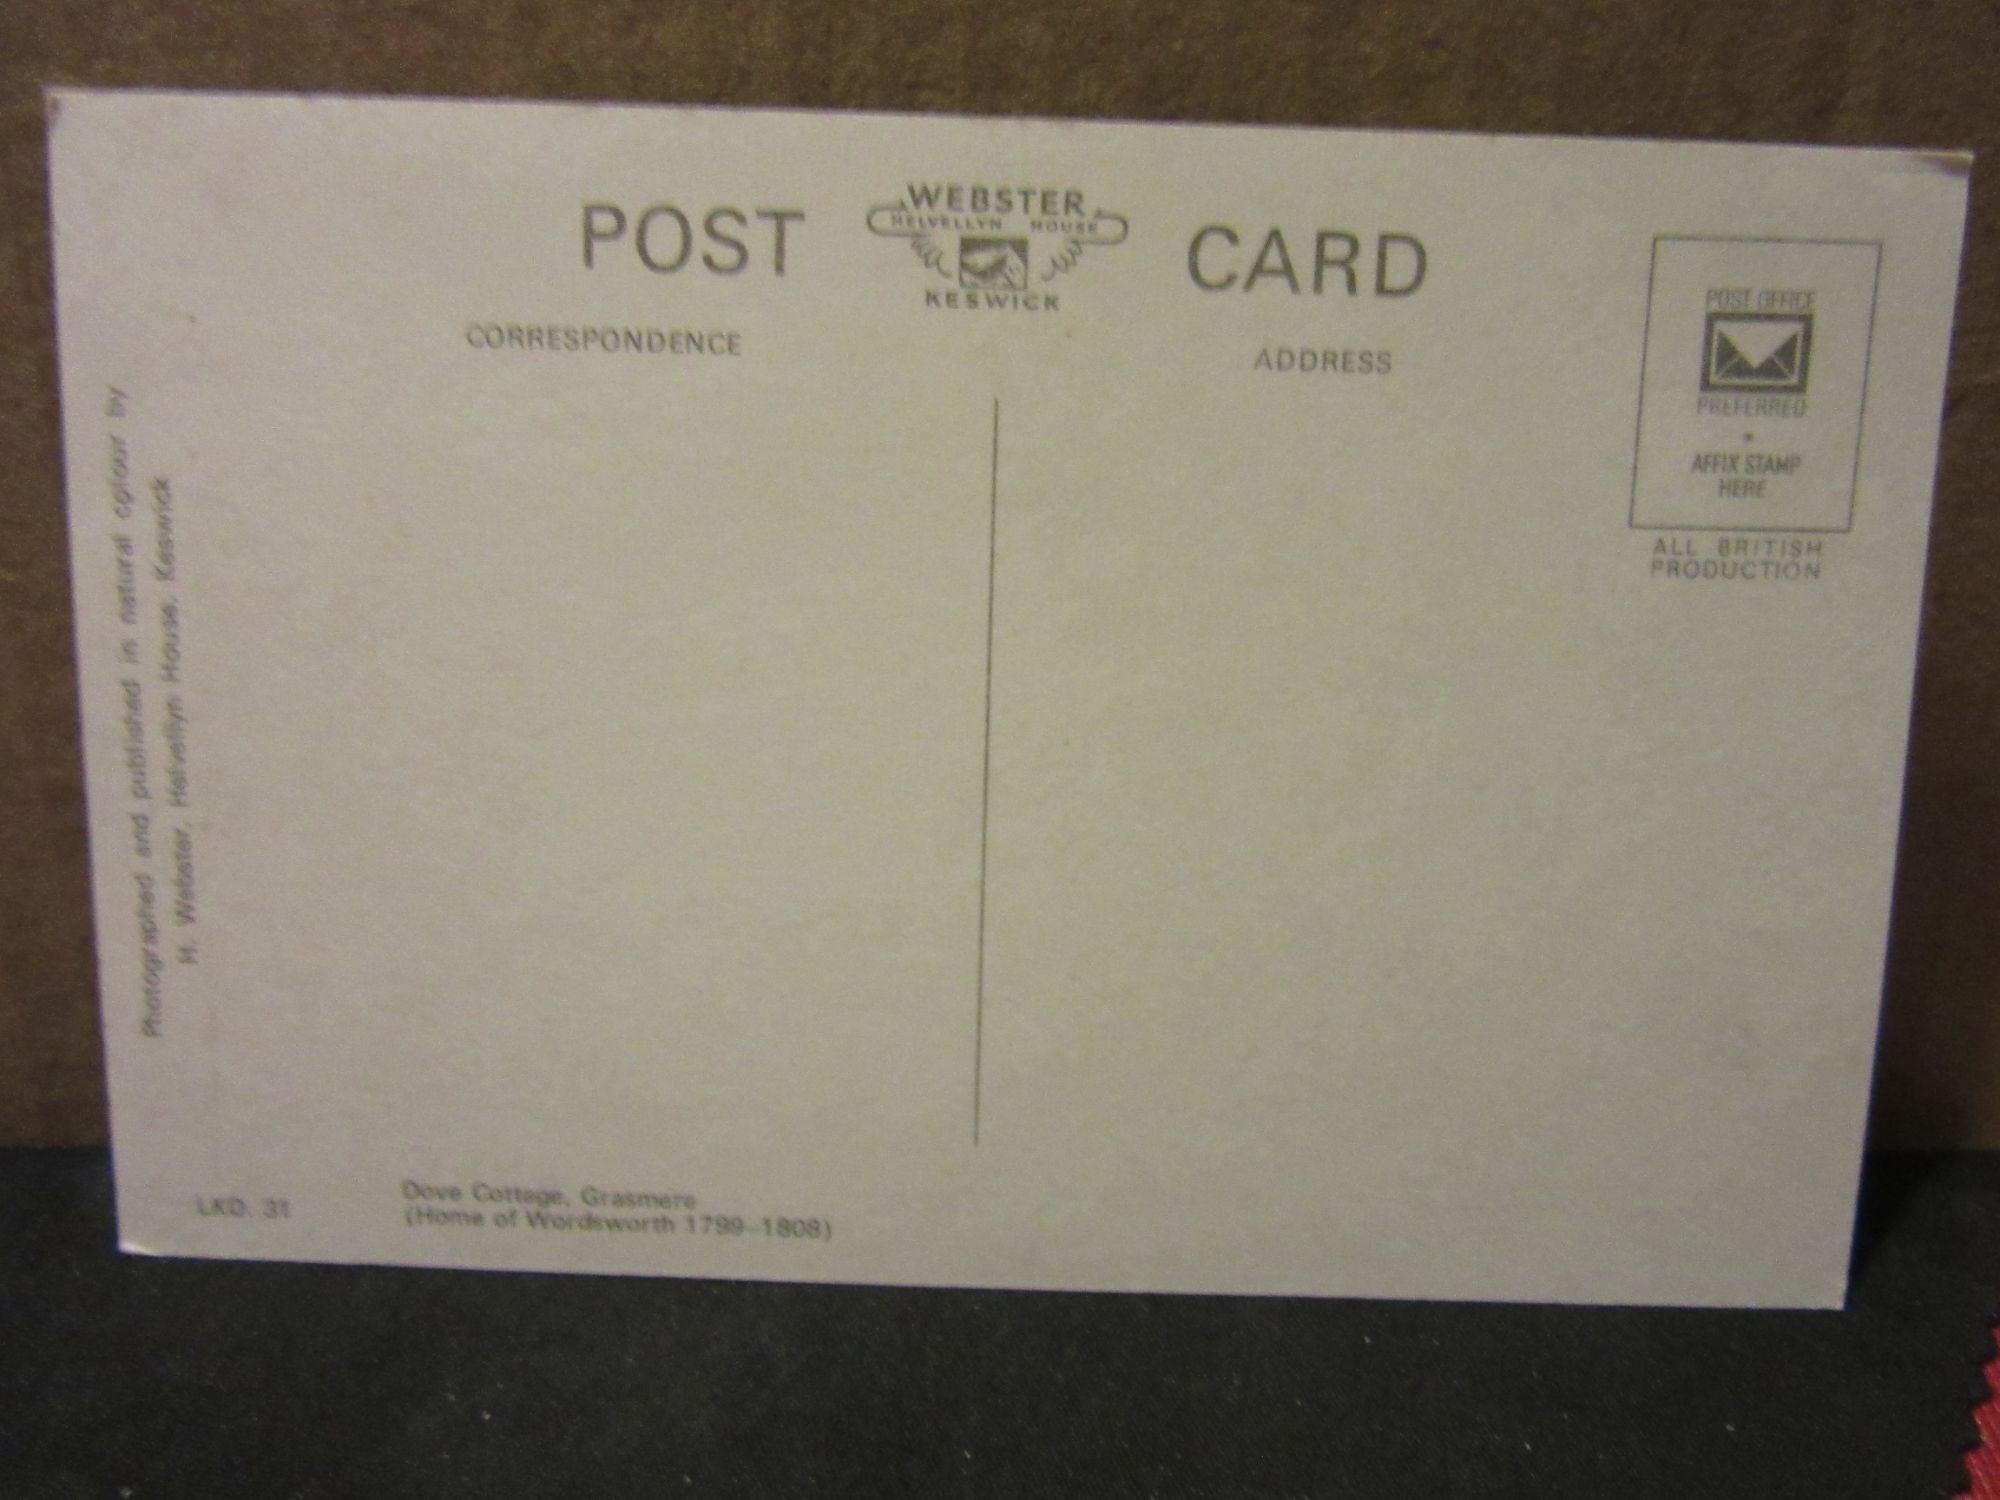 POST CARD
WEBSTER
HELVELLYN HOUSE
KESWICK
CORRESPONDENCE
ADDRESS
POST OFFICE
PREFERRED
AFFIX STAMP
HERE
ALL BRITISH
PRODUCTION
Photographed and published in natural colour by
H. Webster, Helvellyn House, Keswick
LKD. 31
Dove Cottage, Grasmere
(Home of Wordsworth 1799-1808)